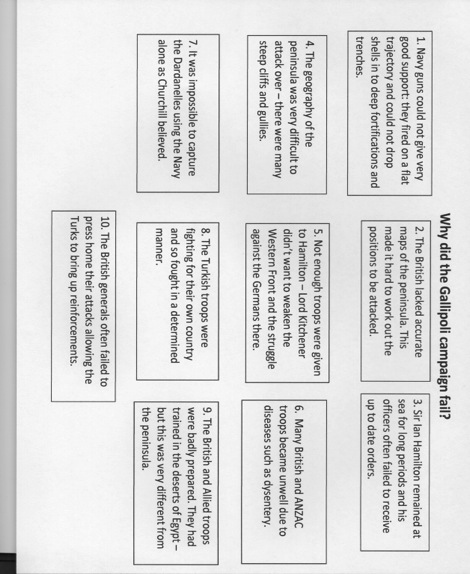 Why did the Gallipoli campaign fail?
1. Navy guns could not give very
good support: they fired on a flat
trajectory and could not drop
shells in to deep fortifications and
trenches.
2. The British lacked accurate
maps of the peninsula. This
made it hard to work out the
positions to be attacked.
3. Sir Ian Hamilton remained at
sea for long periods and his
officers often failed to receive
up to date orders.
4. The geography of the
peninsula was very difficult to
attack over – there were many
steep cliffs and gullies.
5. Not enough troops were given
to Hamilton – Lord Kitchener
didn't want to weaken the
Western Front and the struggle
against the Germans there.
6. Many British and ANZAC
troops became unwell due to
diseases such as dysentery.
7. It was impossible to capture
the Dardanelles using the Navy
alone as Churchill believed.
8. The Turkish troops were
fighting for their own country
and so fought in a determined
manner.
9. The British and Allied troops
were badly prepared. They had
trained in the deserts of Egypt –
but this was very different from
the peninsula.
10. The British generals often failed to
press home their attacks allowing the
Turks to bring up reinforcements.